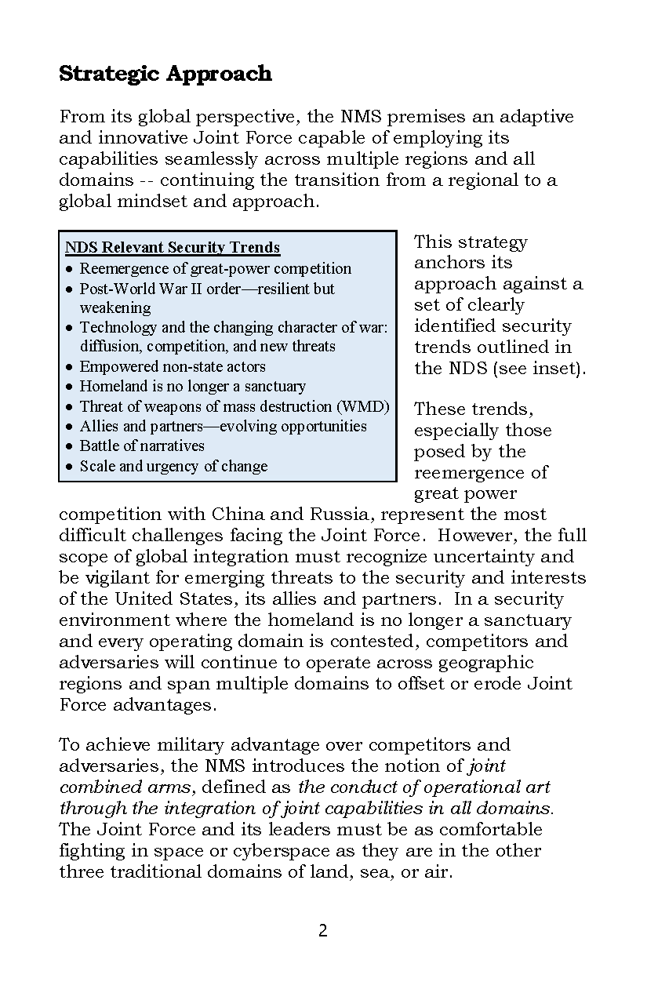 Strategic Approach
From its global perspective, the NMS premises an adaptive
and innovative Joint Force capable of employing its
capabilities seamlessly across multiple regions and all
domains -- continuing the transition from a regional to a
global mindset and approach.
NDS Relevant Security Trends
• Reemergence of great-power competition
• Post-World War II order—resilient but
weakening
• Technology and the changing character of war:
diffusion, competition, and new threats
• Empowered non-state actors
• Homeland is no longer a sanctuary
• Threat of weapons of mass destruction (WMD)
• Allies and partners—evolving opportunities
• Battle of narratives
• Scale and urgency of change
This strategy
anchors its
approach against a
set of clearly
identified security
trends outlined in
the NDS (see inset).
These trends,
especially those
posed by the
reemergence of
great power
competition with China and Russia, represent the most
difficult challenges facing the Joint Force.  However, the full
scope of global integration must recognize uncertainty and
be vigilant for emerging threats to the security and interests
of the United States, its allies and partners.  In a security
environment where the homeland is no longer a sanctuary
and every operating domain is contested, competitors and
adversaries will continue to operate across geographic
regions and span multiple domains to offset or erode Joint
Force advantages.
To achieve military advantage over competitors and
adversaries, the NMS introduces the notion of joint
combined arms, defined as the conduct of operational art
through the integration of joint capabilities in all domains.
The Joint Force and its leaders must be as comfortable
fighting in space or cyberspace as they are in the other
three traditional domains of land, sea, or air.
2